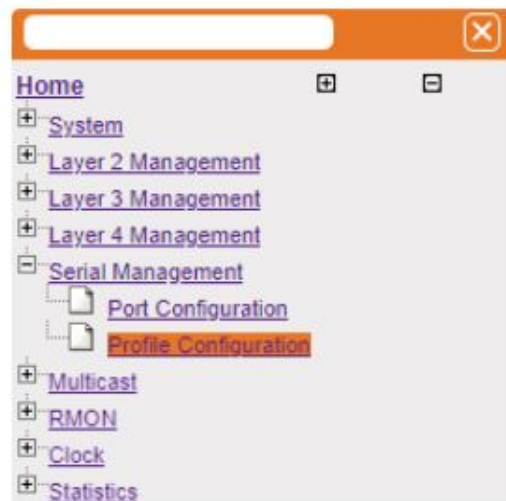 Home
System
Layer 2 Management
Layer 3 Management
Layer 4 Management
Serial Management
Port Configuration
Profile Configuration
Multicast
RMON
Clock
Statistics